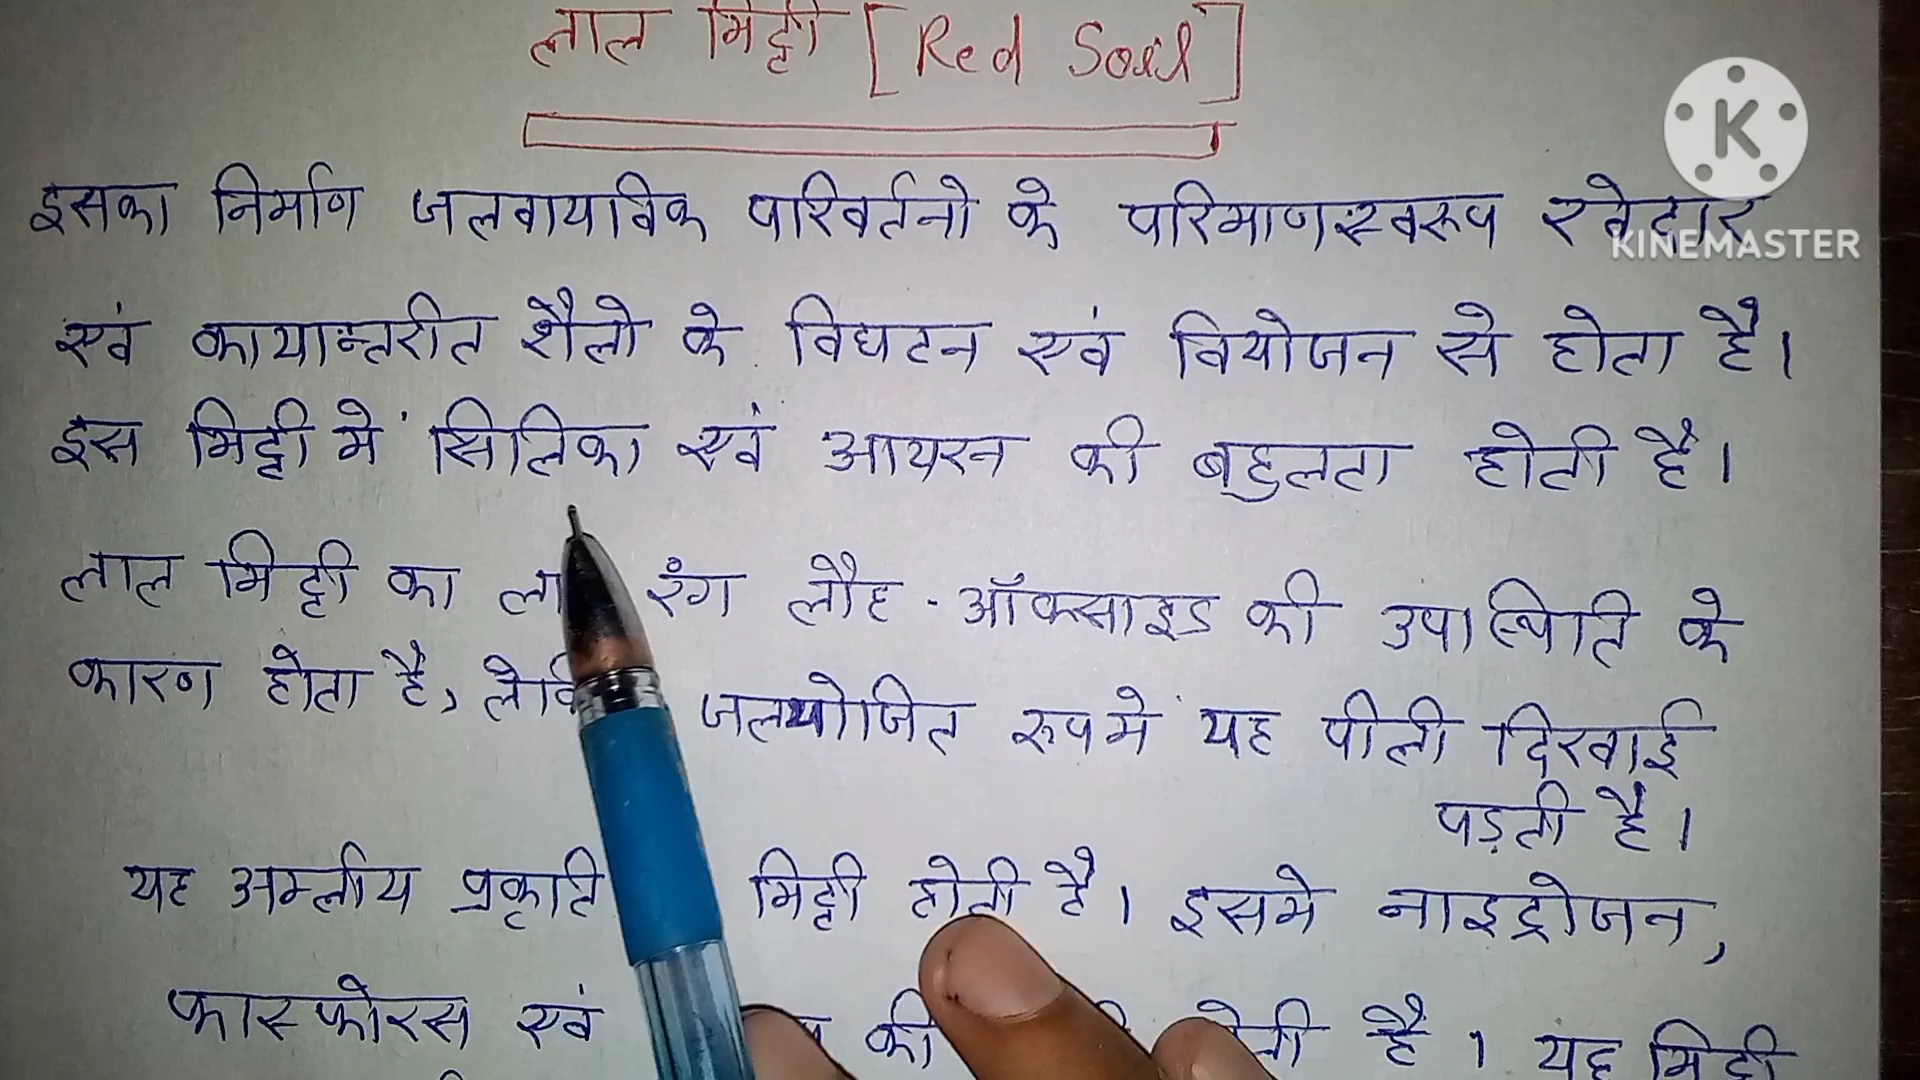 लाल मिट्टी [Red Soil]
इसका निर्माण जलवायविक परिवर्तनो के परिमाणस्वरूप रवेदार
एवं कायान्तरीत शैलो के विघटन एवं वियोजन से होता है।
इस मिट्टी में सिलिका एवं आयरन की बहुलता होती है।
लाल मिट्टी का रंग लौह - ऑक्साइड की उपास्थिति के
कारण होता है, जलयोजित रूपमे यह पीली दिखाई
पड़ती है।
यह अम्लीय प्रकृति मिट्टी होती है। इसमे नाइट्रोजन,
फास्फोरस एवं की है। यह मिट्टी
KINEMASTER